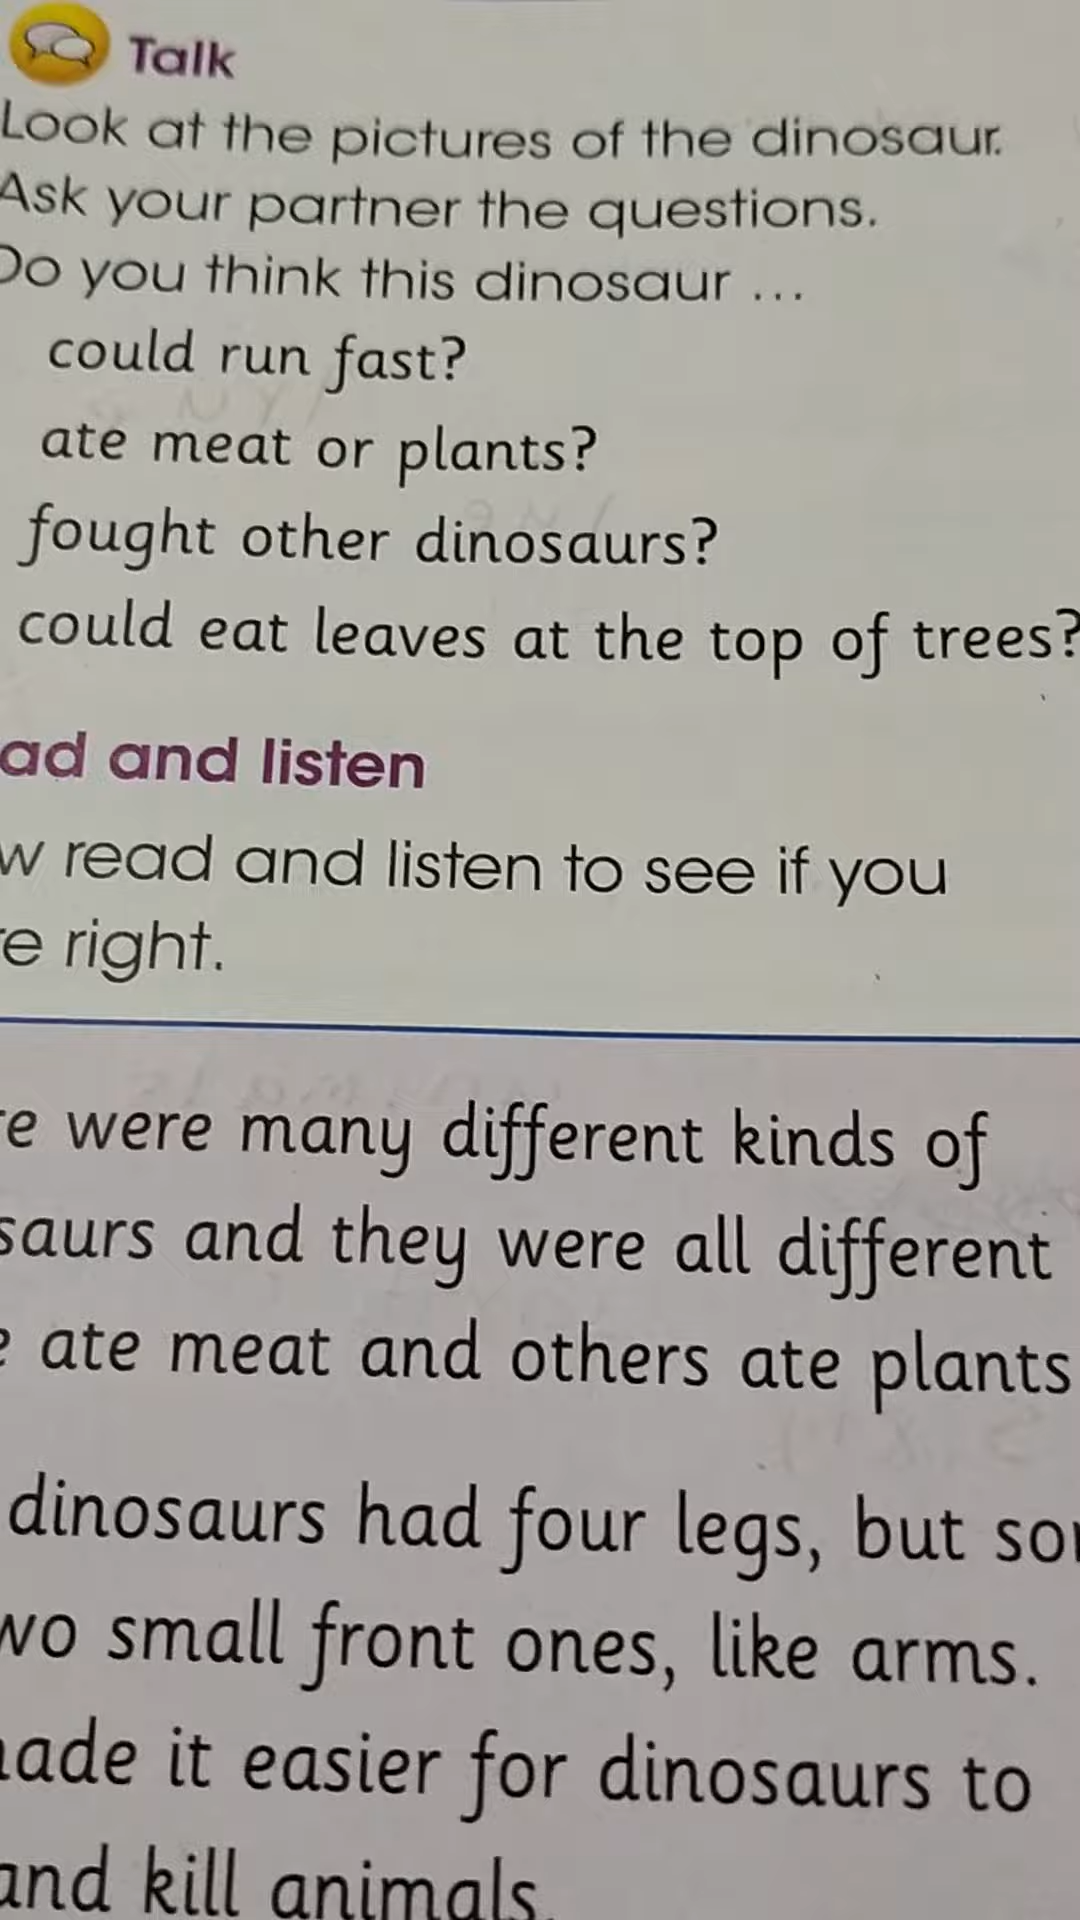 Talk
Look at the pictures of the dinosaur.
Ask your partner the questions.
Do you think this dinosaur ...
could run fast?
ate meat or plants?
fought other dinosaurs?
could eat leaves at the top of trees?
ad and listen
w read and listen to see if you
re right.
re were many different kinds of
saurs and they were all different
e ate meat and others ate plants
dinosaurs had four legs, but so
wo small front ones, like arms.
ade it easier for dinosaurs to
and kill animals.